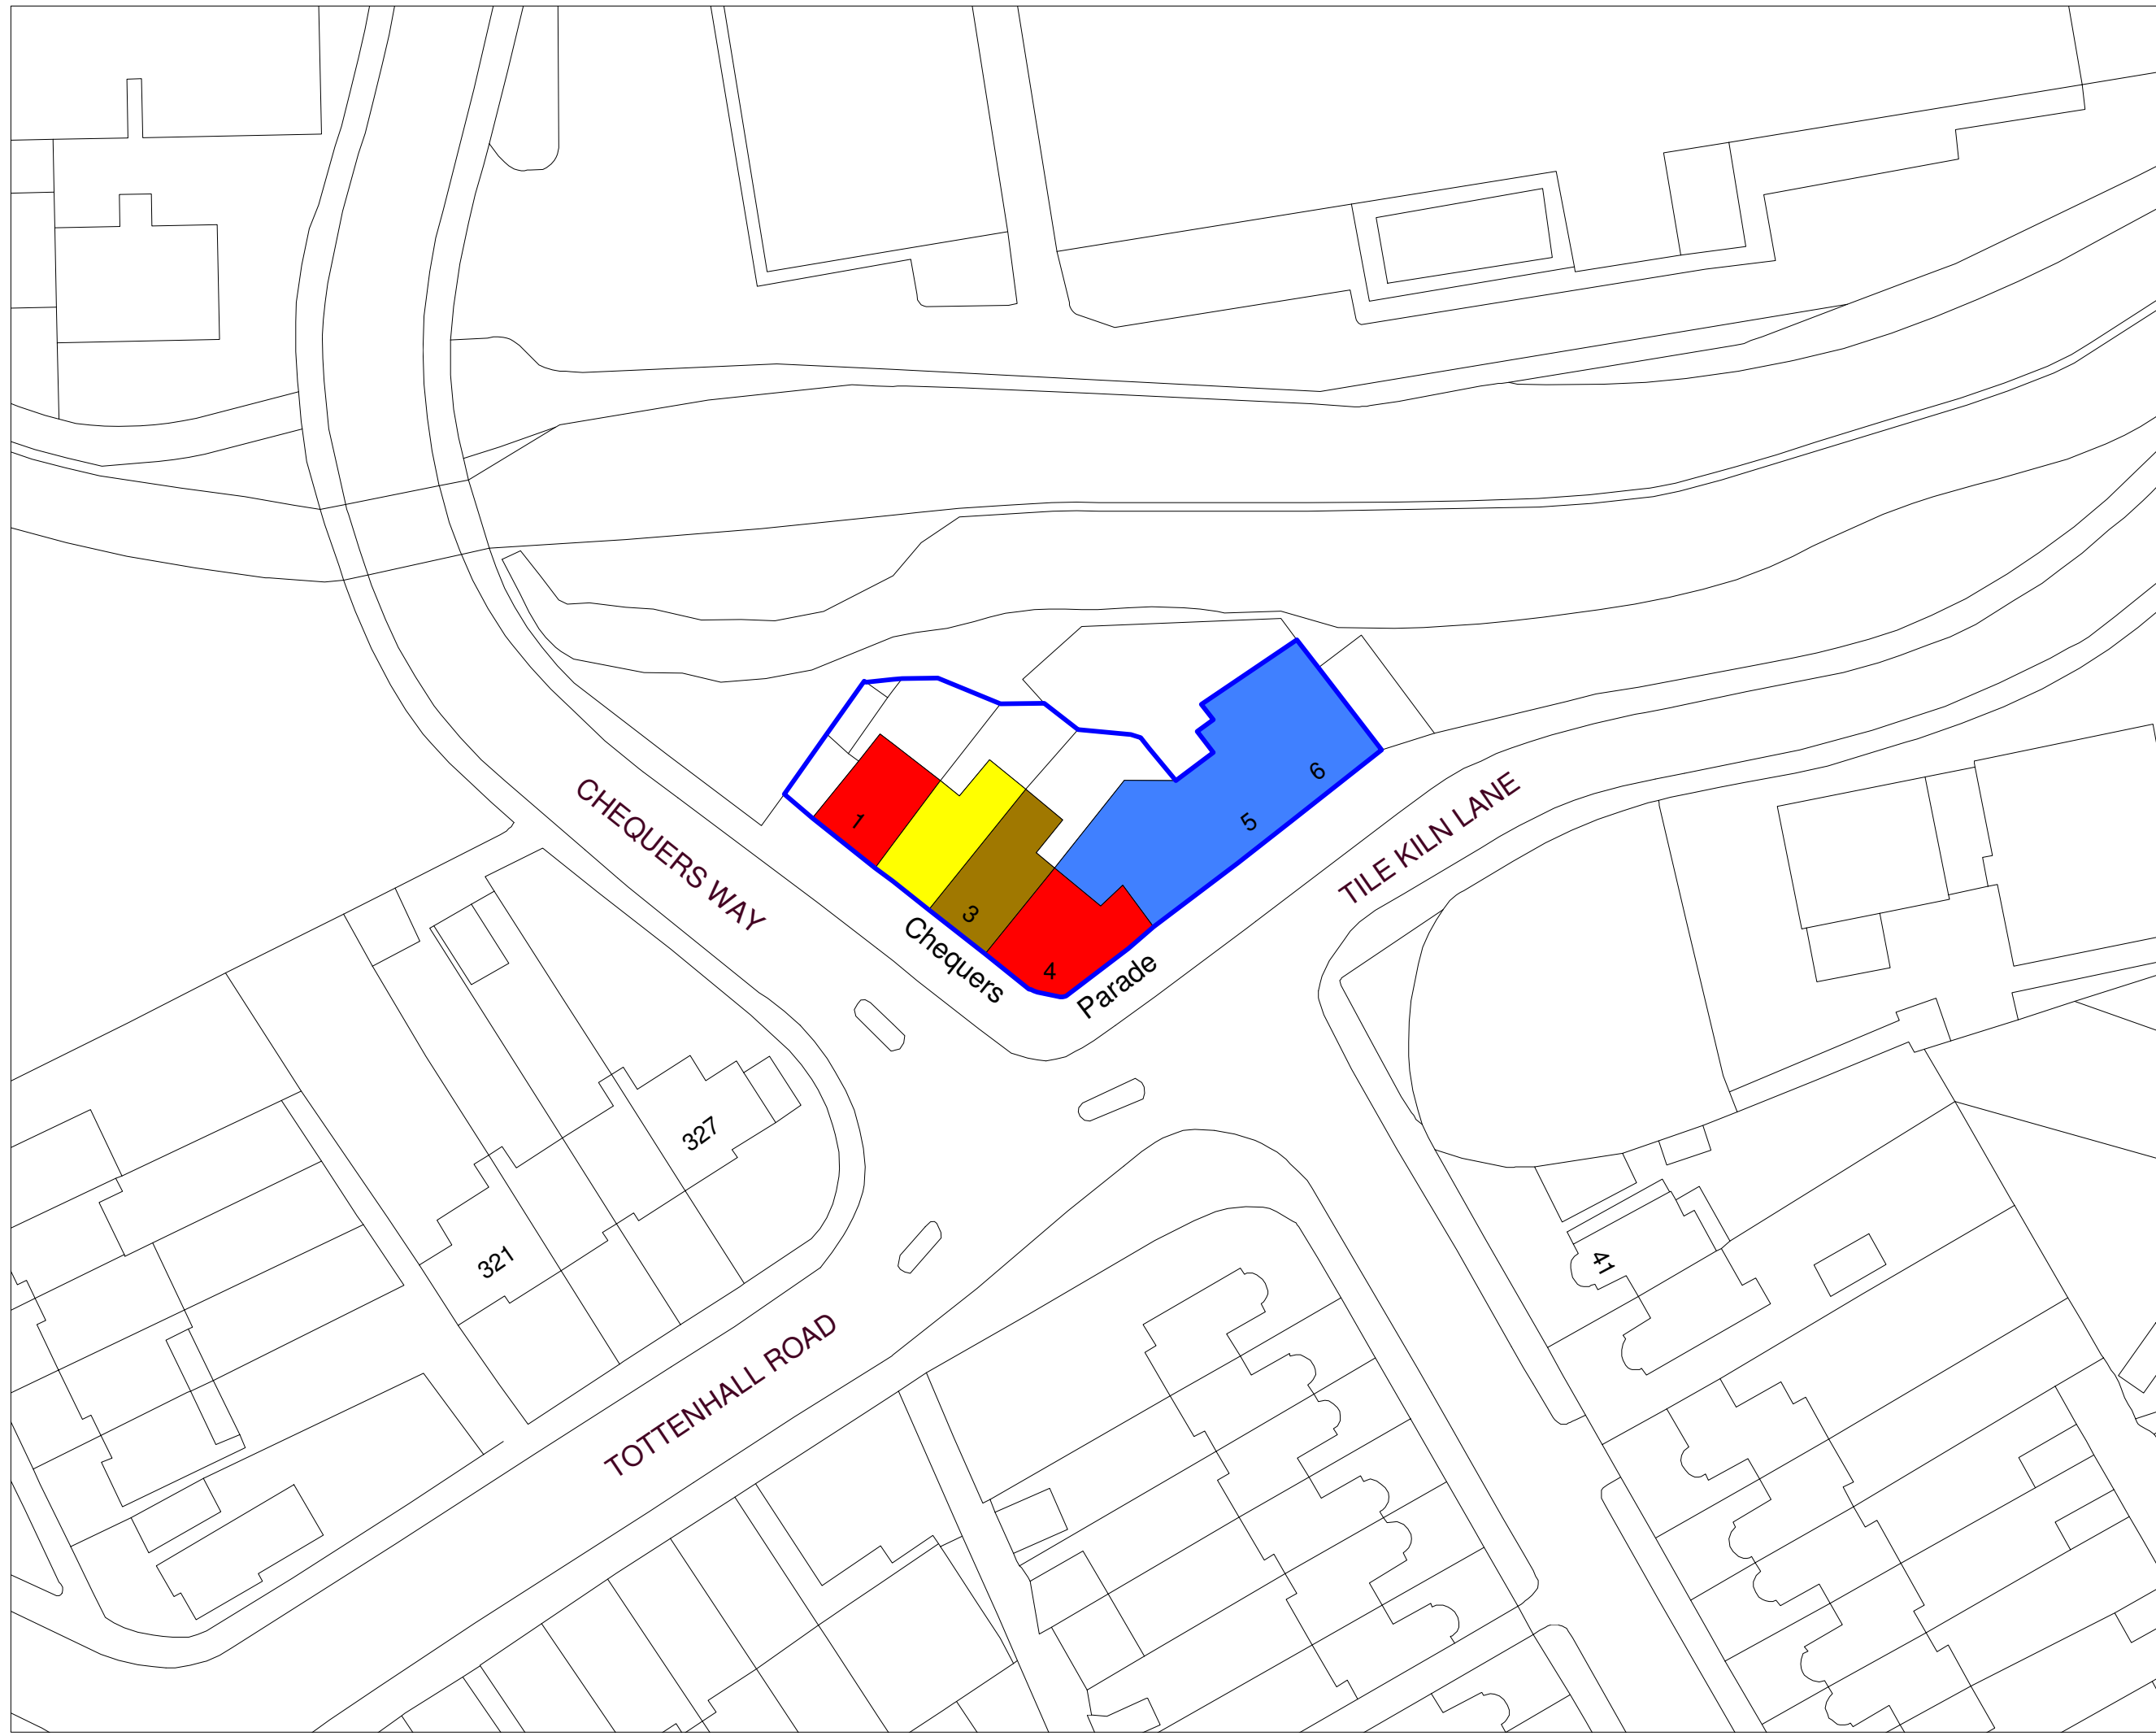 CHEQUERS WAY
TILE KILN LANE
1
3
4
5
6
Chequers
Parade
327
321
41
TOTTENHALL ROAD